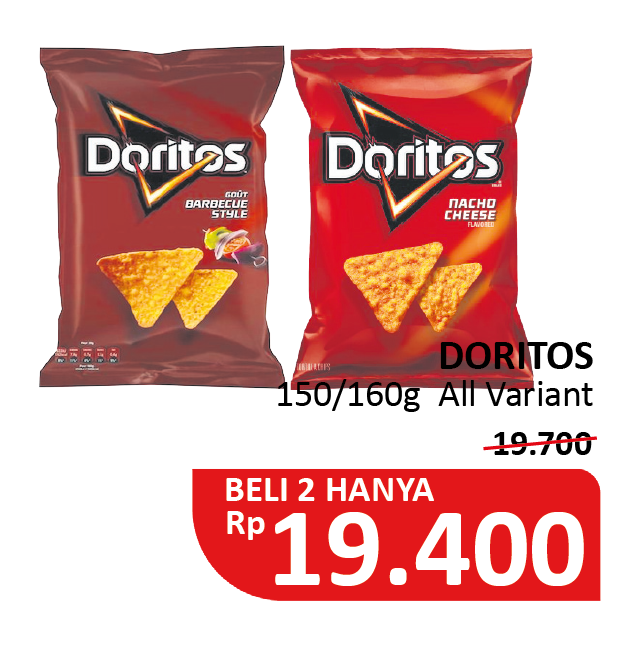 Doritos
GOÛT
BARBECUE
STYLE
Doritos
NACHO
CHEESE
FLAVORED
DORITOS
150/160g All Variant
19.700
BELI 2 HANYA
Rp 19.400